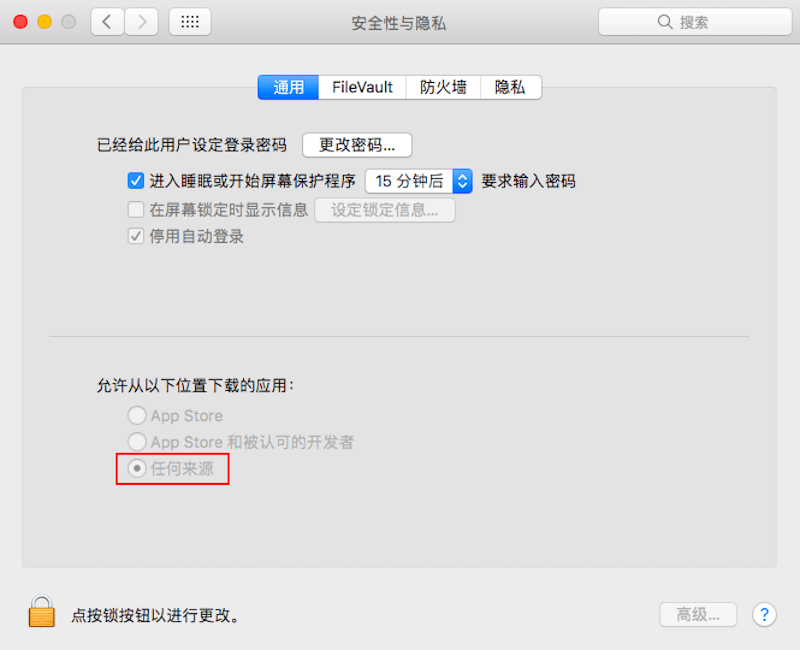 安全性与隐私
搜索
通用 FileVault 防火墙 隐私
已经给此用户设定登录密码 更改密码...
进入睡眠或开始屏幕保护程序 15 分钟后 要求输入密码
在屏幕锁定时显示信息 设定锁定信息...
停用自动登录
允许从以下位置下载的应用：
App Store
App Store 和被认可的开发者
任何来源
点按锁按钮以进行更改。
高级...
?